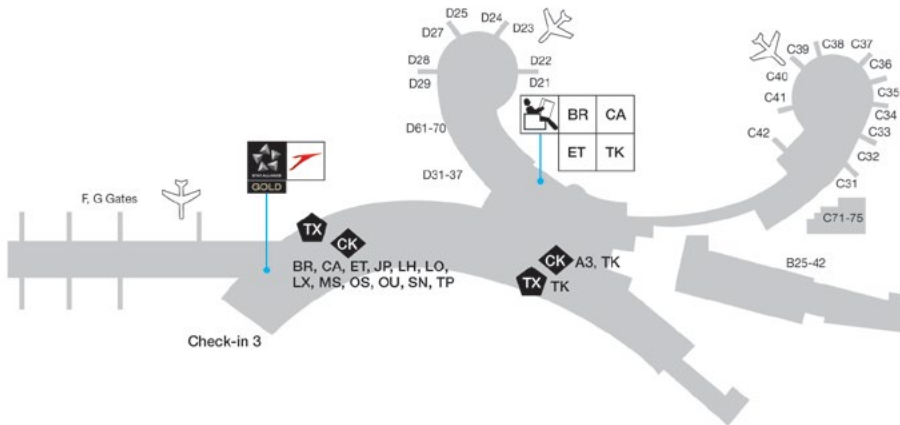 D25
D24
D27
D23
D28
D22
D29
D21
D61-70
D31-37
BR CA
ET TK
C39
C38
C37
C40
C36
C41
C35
C34
C42
C33
C32
C31
C71-75
STAR ALLIANCE
GOLD
F, G Gates
TX
CK
BR, CA, ET, JP, LH, LO,
LX, MS, OS, OU, SN, TP
CK A3, TK
TX TK
B25-42
Check-in 3